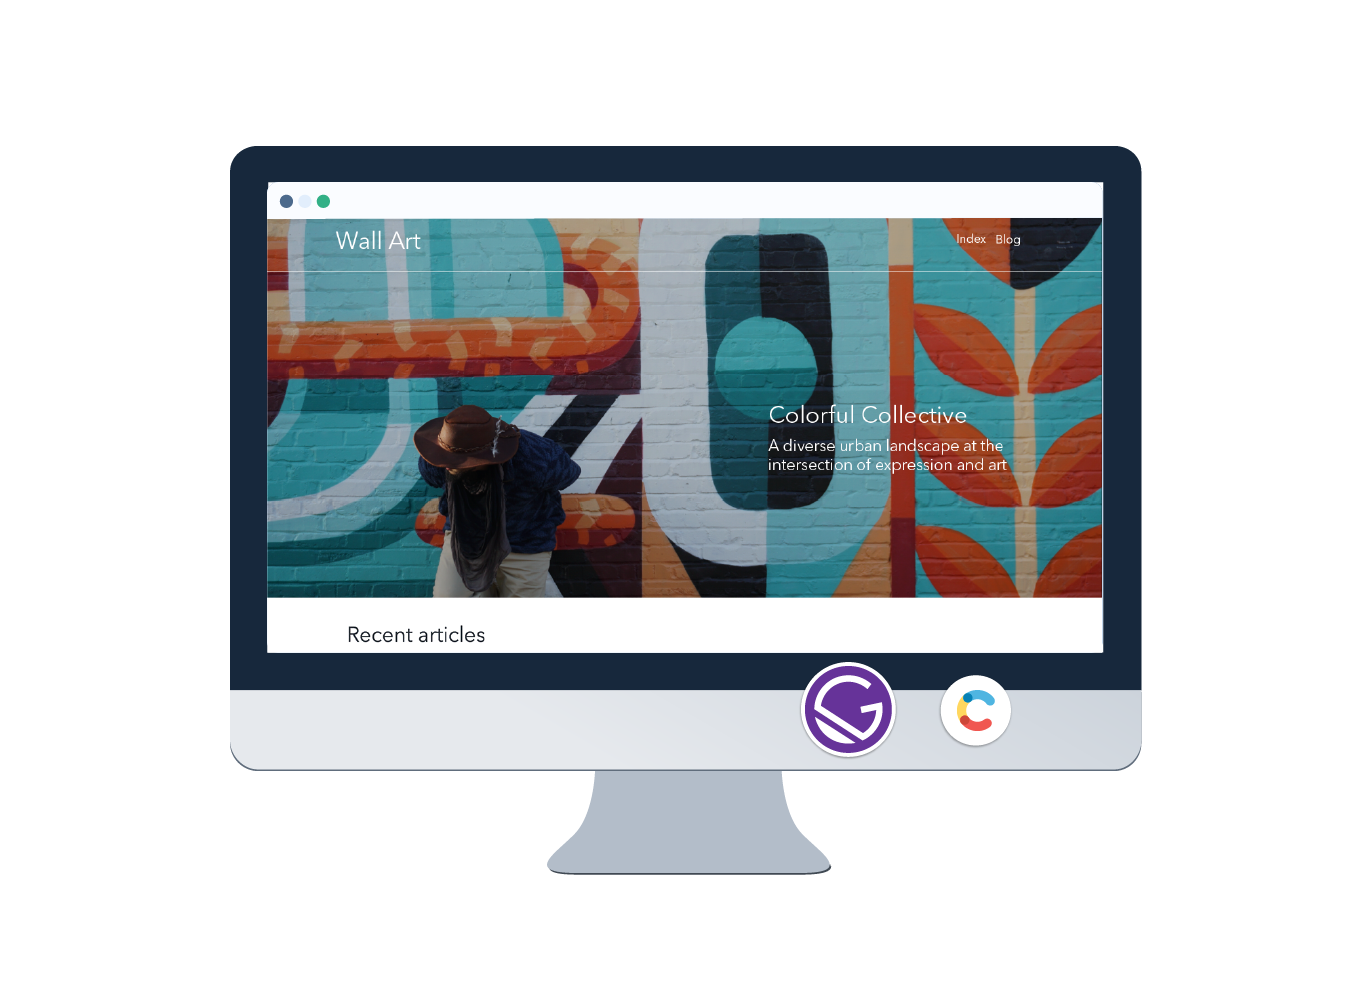 Wall Art
Index Blog
Colorful Collective
A diverse urban landscape at the
intersection of expression and art
Recent articles